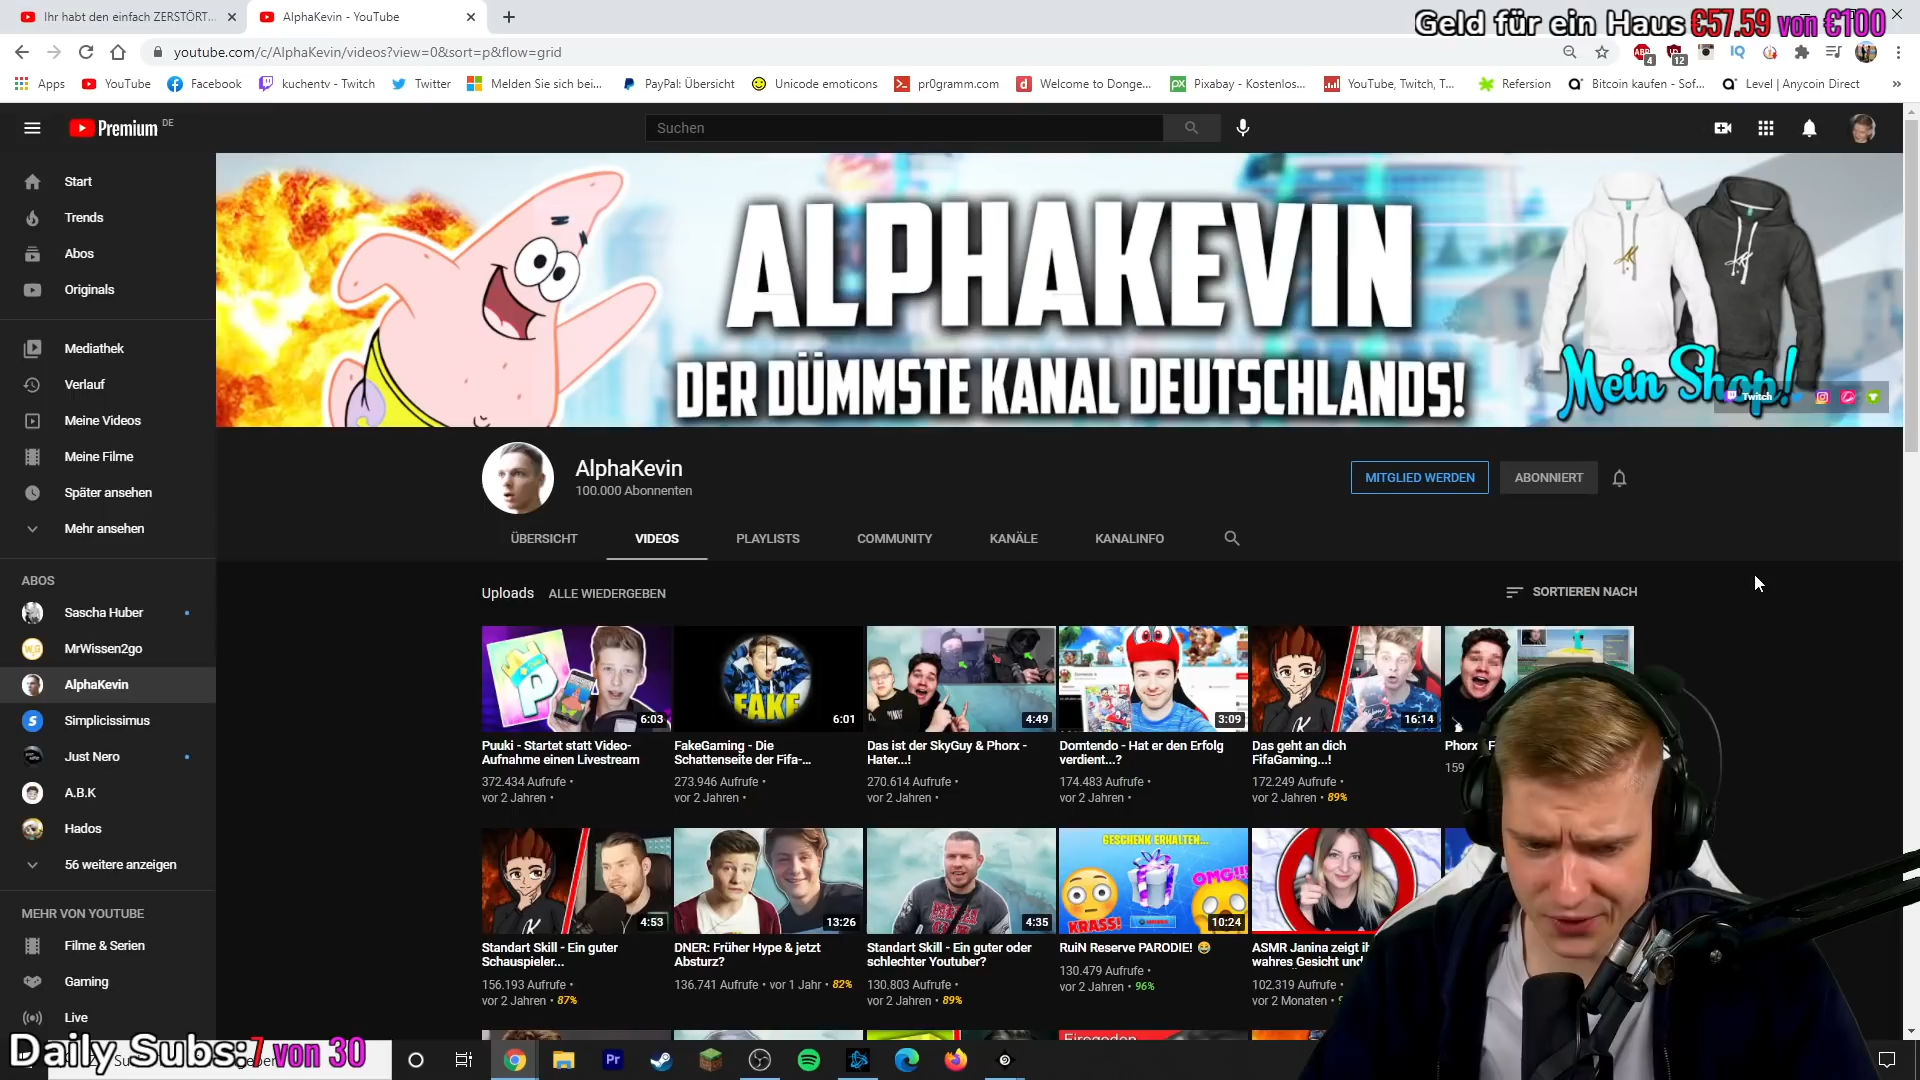 Ihr habt den einfach ZERSTÖRT...
AlphaKevin - YouTube
Geld für ein Haus €57.59 von €100
youtube.com/c/AlphaKevin/videos?view=0&sort=p&flow=grid
4
12
Apps
YouTube
Facebook
kuchentv - Twitch
Twitter
Melden Sie sich bei...
PayPal: Übersicht
Unicode emoticons
pr0gramm.com
Welcome to Donge...
Pixabay - Kostenlos...
YouTube, Twitch, T...
Refersion
Bitcoin kaufen - Sof...
Level | Anycoin Direct
Premium DE
Suchen
Start
Trends
Abos
Originals
Mediathek
Verlauf
Meine Videos
Meine Filme
Später ansehen
Mehr ansehen
ABOS
Sascha Huber
MrWissen2go
AlphaKevin
Simplicissimus
Just Nero
A.B.K
Hados
56 weitere anzeigen
MEHR VON YOUTUBE
Filme & Serien
Gaming
Live
ALPHAKEVIN
DER DÜMMSTE KANAL DEUTSCHLANDS!
Mein Shop!
Twitch
AlphaKevin
100.000 Abonnenten
MITGLIED WERDEN
ABONNIERT
ÜBERSICHT
VIDEOS
PLAYLISTS
COMMUNITY
KANÄLE
KANALINFO
Uploads
ALLE WIEDERGEBEN
SORTIEREN NACH
6:03
FAKE
6:01
4:49
3:09
16:14
Puuki - Startet statt Video-
Aufnahme einen Livestream
372.434 Aufrufe •
vor 2 Jahren •
FakeGaming - Die
Schattenseite der Fifa-...
273.946 Aufrufe •
vor 2 Jahren •
Das ist der SkyGuy & Phorx -
Hater...!
270.614 Aufrufe •
vor 2 Jahren •
Domtendo - Hat er den Erfolg
verdient...?
174.483 Aufrufe •
vor 2 Jahren •
Das geht an dich
FifaGaming...!
172.249 Aufrufe •
vor 2 Jahren • 89%
Phorx
159
4:53
13:26
4:35
GESCHENK ERHALTEN...
OMG!!!
KRASS!
10:24
Standart Skill - Ein guter
Schauspieler...
156.193 Aufrufe •
vor 2 Jahren • 87%
DNER: Früher Hype & jetzt
Absturz?
136.741 Aufrufe • vor 1 Jahr • 82%
Standart Skill - Ein guter oder
schlechter Youtuber?
130.803 Aufrufe •
vor 2 Jahren • 89%
RuiN Reserve PARODIE! 😂
130.479 Aufrufe •
vor 2 Jahren • 96%
ASMR Janina zeigt ih
wahres Gesicht und
102.319 Aufrufe •
vor 2 Monaten •
Daily Subs: 7 von 30